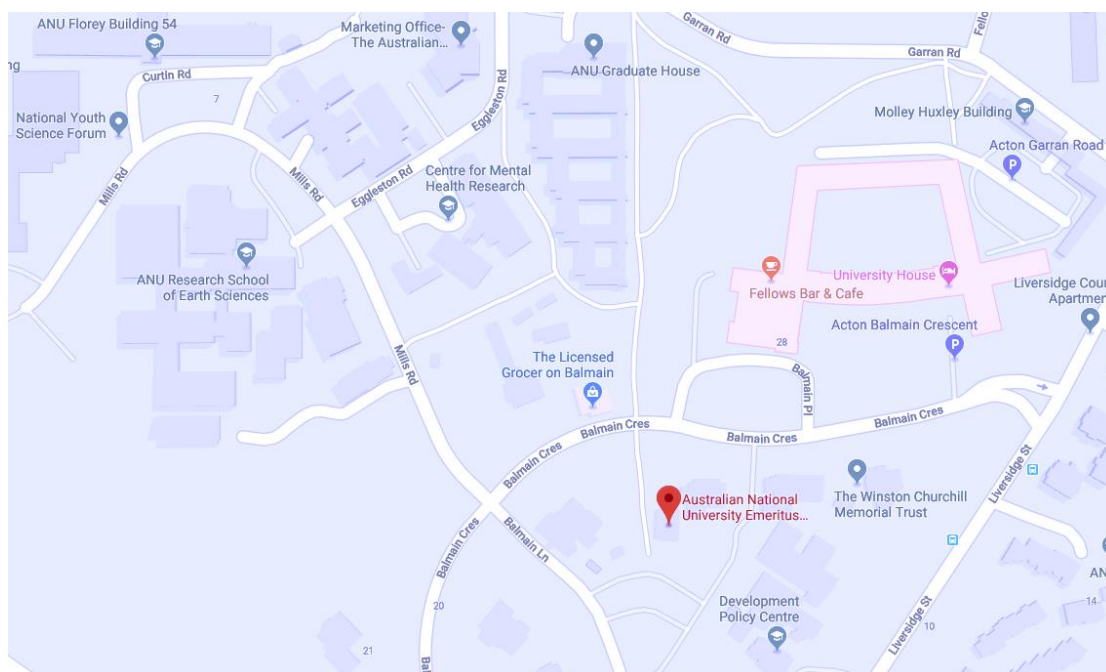 ANU Florey Building 54
Marketing Office-
The Australian...
Garran Rd
Fello
Garran Rd
ng
Curtin Rd
ANU Graduate House
7
National Youth
Science Forum
Eggleston Rd
Molley Huxley Building
Acton Garran Road
P
Mills Rd
Mills Rd
Eggleston Rd
Centre for Mental
Health Research
ANU Research School
of Earth Sciences
University House
Fellows Bar & Cafe
Liversidge Cour
Apartmen
Acton Balmain Crescent
P
28
Mills Rd
The Licensed
Grocer on Balmain
Balmain Pl
Balmain Cres
Balmain Cres
Balmain Cres
Balmain Cres
Liversidge St
Australian National
University Emeritus...
The Winston Churchill
Memorial Trust
Balmain Cres
Balmain Ln
AN
Development
Policy Centre
20
14
10
Liversidge St
21
Bal